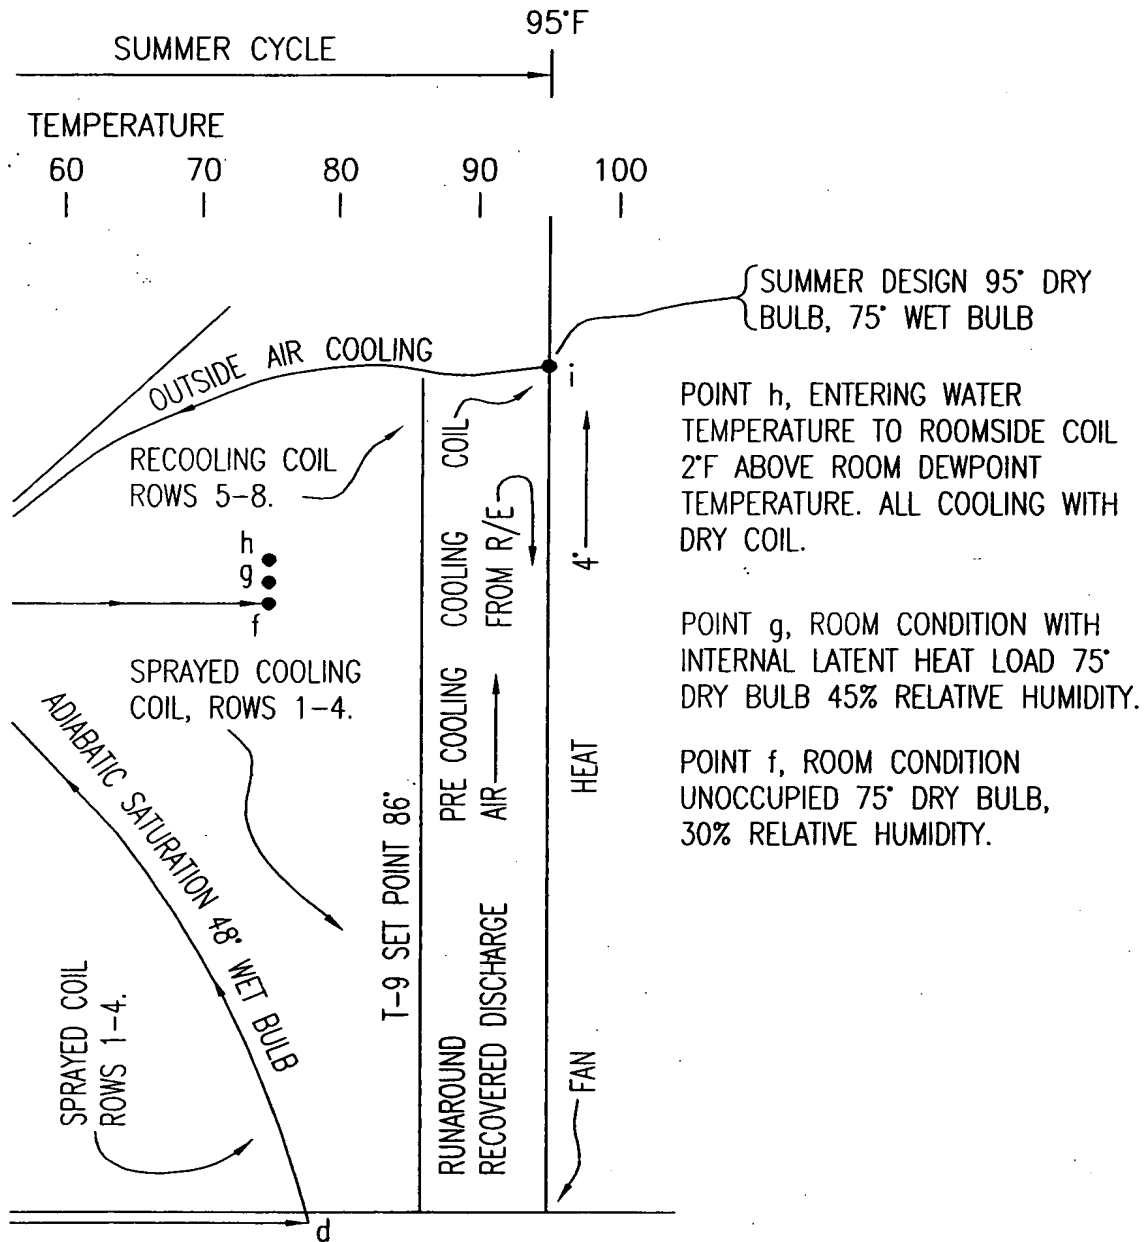 95°F
SUMMER CYCLE
TEMPERATURE
60 70 80 90 100
SUMMER DESIGN 95° DRY
BULB, 75° WET BULB
OUTSIDE AIR COOLING
i
POINT h, ENTERING WATER
TEMPERATURE TO ROOMSIDE COIL
2°F ABOVE ROOM DEWPOINT
TEMPERATURE. ALL COOLING WITH
DRY COIL.
RECOOLING COIL
ROWS 5-8.
h
g
f
POINT g, ROOM CONDITION WITH
INTERNAL LATENT HEAT LOAD 75°
DRY BULB 45% RELATIVE HUMIDITY.
SPRAYED COOLING
COIL, ROWS 1-4.
POINT f, ROOM CONDITION
UNOCCUPIED 75° DRY BULB,
30% RELATIVE HUMIDITY.
ADIABATIC SATURATION 48° WET BULB
SPRAYED COIL
ROWS 1-4.
T-9 SET POINT 86°
RUNAROUND PRE COOLING COOLING COIL
RECOVERED DISCHARGE AIR FROM R/E
FAN HEAT 4°
d